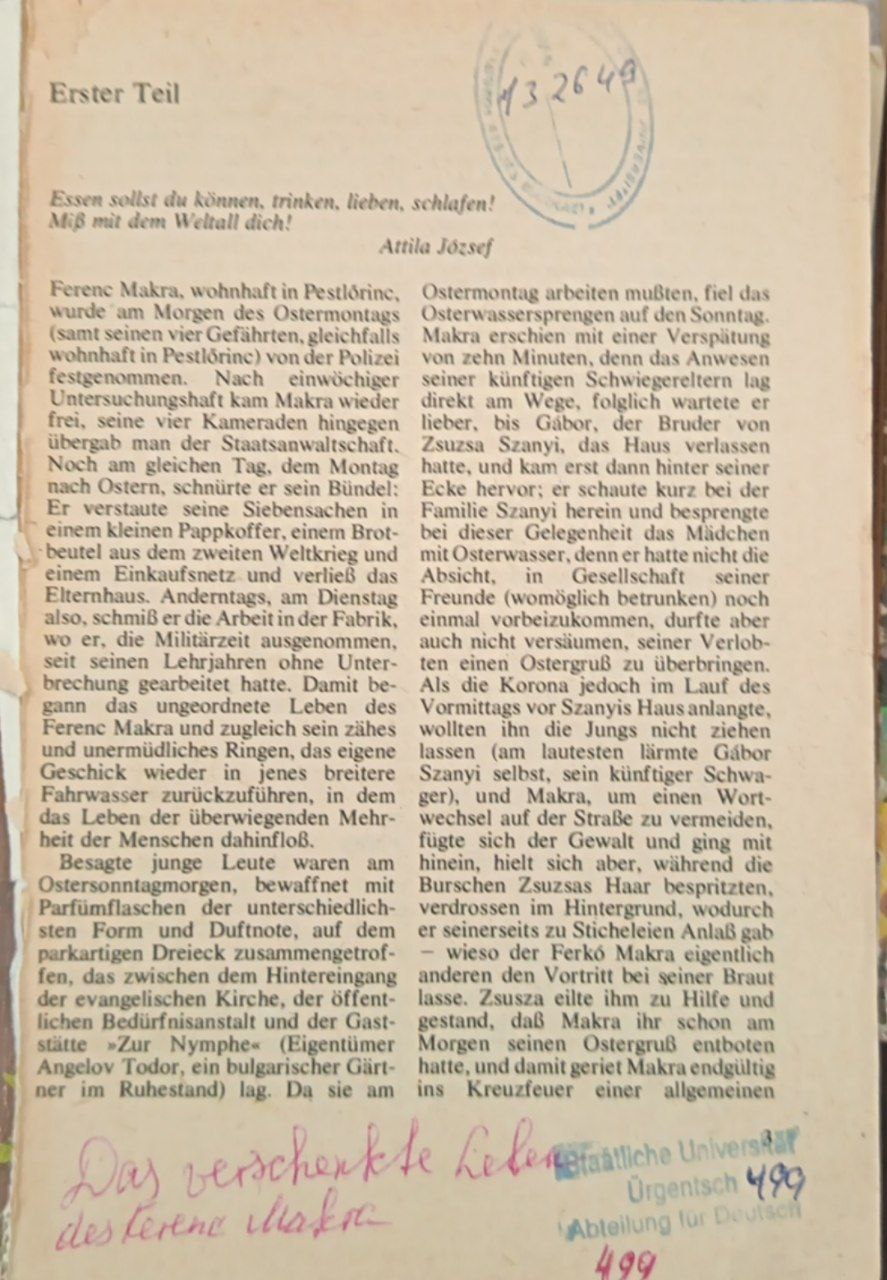 Erster Teil
132649
Essen sollst du können, trinken, lieben, schlafen!
Miß mit dem Weltall dich!
Attila József
Ferenc Makra, wohnhaft in Pestlőrinc,
wurde am Morgen des Ostermontags
(samt seinen vier Gefährten, gleichfalls
wohnhaft in Pestlőrinc) von der Polizei
festgenommen. Nach einwöchiger
Untersuchungshaft kam Makra wieder
frei, seine vier Kameraden hingegen
übergab man der Staatsanwaltschaft.
Noch am gleichen Tag, dem Montag
nach Ostern, schnürte er sein Bündel:
Er verstaute seine Siebensachen in
einem kleinen Pappkoffer, einem Brot-
beutel aus dem zweiten Weltkrieg und
einem Einkaufsnetz und verließ das
Elternhaus. Anderntags, am Dienstag
also, schmiß er die Arbeit in der Fabrik,
wo er, die Militärzeit ausgenommen,
seit seinen Lehrjahren ohne Unter-
brechung gearbeitet hatte. Damit be-
gann das ungeordnete Leben des
Ferenc Makra und zugleich sein zähes
und unermüdliches Ringen, das eigene
Geschick wieder in jenes breitere
Fahrwasser zurückzuführen, in dem
das Leben der überwiegenden Mehr-
heit der Menschen dahinfloß.
Besagte junge Leute waren am
Ostersonntagmorgen, bewaffnet mit
Parfümflaschen der unterschiedlich-
sten Form und Duftnote, auf dem
parkartigen Dreieck zusammengetrof-
fen, das zwischen dem Hintereingang
der evangelischen Kirche, der öffent-
lichen Bedürfnisanstalt und der Gast-
stätte »Zur Nymphe« (Eigentümer
Angelov Todor, ein bulgarischer Gärt-
ner im Ruhestand) lag. Da sie am
Ostermontag arbeiten mußten, fiel das
Osterwassersprengen auf den Sonntag.
Makra erschien mit einer Verspätung
von zehn Minuten, denn das Anwesen
seiner künftigen Schwiegereltern lag
direkt am Wege, folglich wartete er
lieber, bis Gábor, der Bruder von
Zsuzsa Szanyi, das Haus verlassen
hatte, und kam erst dann hinter seiner
Ecke hervor; er schaute kurz bei der
Familie Szanyi herein und besprengte
bei dieser Gelegenheit das Mädchen
mit Osterwasser, denn er hatte nicht die
Absicht, in Gesellschaft seiner
Freunde (womöglich betrunken) noch
einmal vorbeizukommen, durfte aber
auch nicht versäumen, seiner Verlob-
ten einen Ostergruß zu überbringen.
Als die Korona jedoch im Lauf des
Vormittags vor Szanyis Haus anlangte,
wollten ihn die Jungs nicht ziehen
lassen (am lautesten lärmte Gábor
Szanyi selbst, sein künftiger Schwa-
ger), und Makra, um einen Wort-
wechsel auf der Straße zu vermeiden,
fügte sich der Gewalt und ging mit
hinein, hielt sich aber, während die
Burschen Zsuzsas Haar bespritzten,
verdrossen im Hintergrund, wodurch
er seinerseits zu Sticheleien Anlaß gab
– wieso der Ferkó Makra eigentlich
anderen den Vortritt bei seiner Braut
lasse. Zsusza eilte ihm zu Hilfe und
gestand, daß Makra ihr schon am
Morgen seinen Ostergruß entboten
hatte, und damit geriet Makra endgültig
ins Kreuzfeuer einer allgemeinen
3
Das verschenkte Leben
des Ferenc Makra
Staatliche Universität
Ürgentsch 499
Abteilung für Deutsch
499